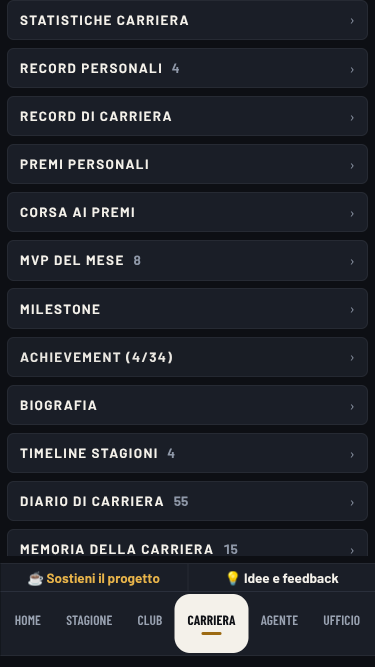 STATISTICHE CARRIERA ›
RECORD PERSONALI 4 ›
RECORD DI CARRIERA ›
PREMI PERSONALI ›
CORSA AI PREMI ›
MVP DEL MESE 8 ›
MILESTONE ›
ACHIEVEMENT (4/34) ›
BIOGRAFIA ›
TIMELINE STAGIONI 4 ›
DIARIO DI CARRIERA 55 ›
MEMORIA DELLA CARRIERA 15 ›
☕ Sostieni il progetto 💡 Idee e feedback
HOME STAGIONE CLUB CARRIERA AGENTE UFFICIO